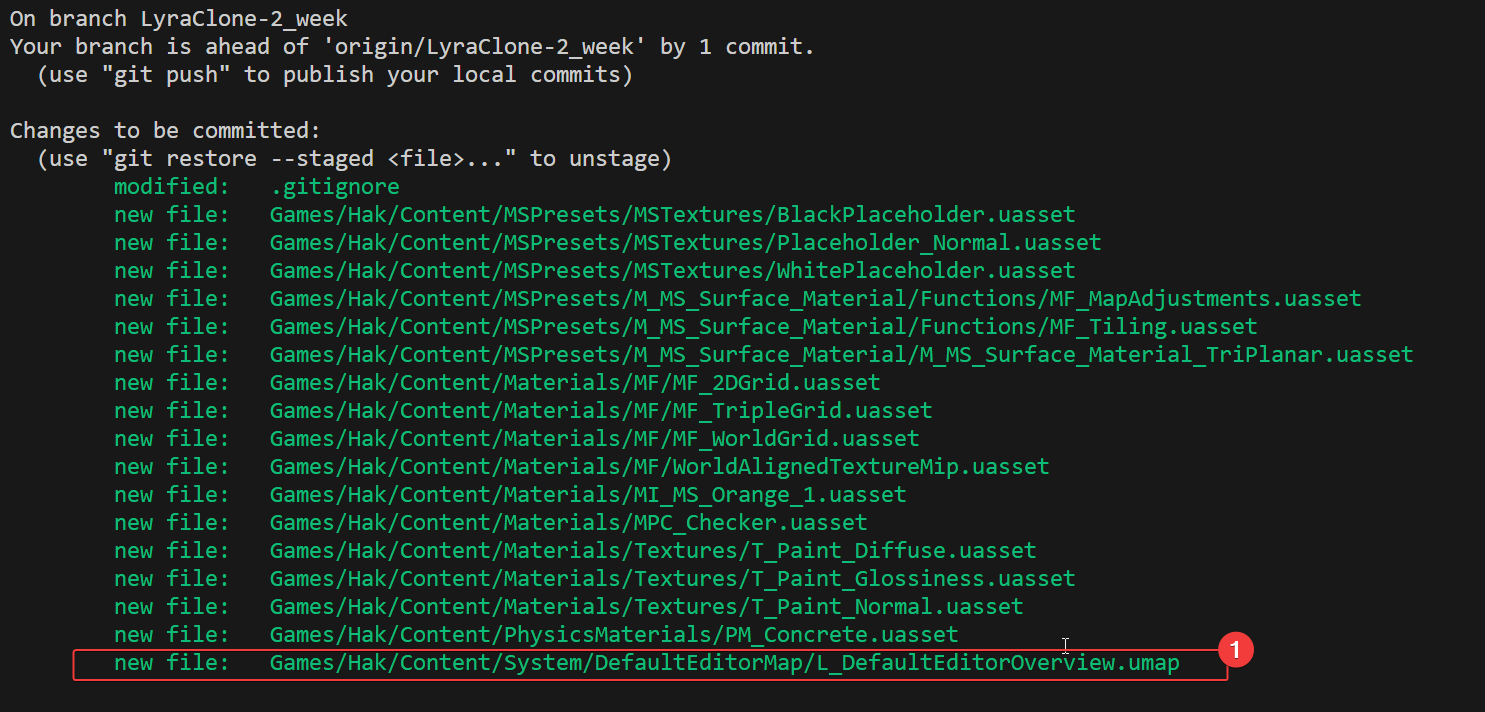 On branch LyraClone-2_week
Your branch is ahead of 'origin/LyraClone-2_week' by 1 commit.
  (use "git push" to publish your local commits)

Changes to be committed:
  (use "git restore --staged <file>..." to unstage)
        modified:   .gitignore
        new file:   Games/Hak/Content/MSPresets/MSTextures/BlackPlaceholder.uasset
        new file:   Games/Hak/Content/MSPresets/MSTextures/Placeholder_Normal.uasset
        new file:   Games/Hak/Content/MSPresets/MSTextures/WhitePlaceholder.uasset
        new file:   Games/Hak/Content/MSPresets/M_MS_Surface_Material/Functions/MF_MapAdjustments.uasset
        new file:   Games/Hak/Content/MSPresets/M_MS_Surface_Material/Functions/MF_Tiling.uasset
        new file:   Games/Hak/Content/MSPresets/M_MS_Surface_Material/M_MS_Surface_Material_TriPlanar.uasset
        new file:   Games/Hak/Content/Materials/MF/MF_2DGrid.uasset
        new file:   Games/Hak/Content/Materials/MF/MF_TripleGrid.uasset
        new file:   Games/Hak/Content/Materials/MF/MF_WorldGrid.uasset
        new file:   Games/Hak/Content/Materials/MF/WorldAlignedTextureMip.uasset
        new file:   Games/Hak/Content/Materials/MI_MS_Orange_1.uasset
        new file:   Games/Hak/Content/Materials/MPC_Checker.uasset
        new file:   Games/Hak/Content/Materials/Textures/T_Paint_Diffuse.uasset
        new file:   Games/Hak/Content/Materials/Textures/T_Paint_Glossiness.uasset
        new file:   Games/Hak/Content/Materials/Textures/T_Paint_Normal.uasset
        new file:   Games/Hak/Content/PhysicsMaterials/PM_Concrete.uasset
        new file:   Games/Hak/Content/System/DefaultEditorMap/L_DefaultEditorOverview.umap
1